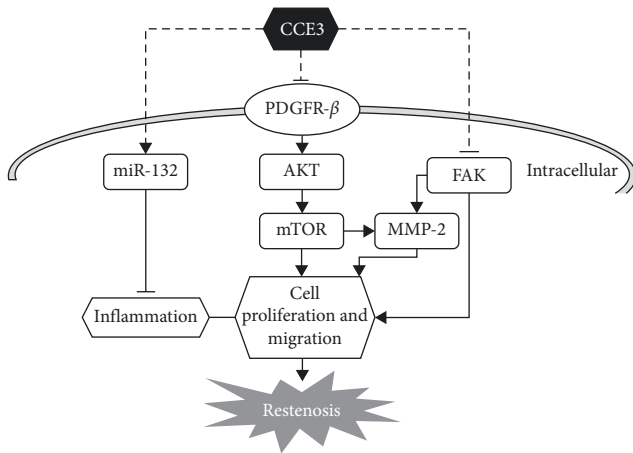 CCE3
PDGFR-β
miR-132
AKT
FAK
Intracellular
mTOR
MMP-2
Inflammation
Cell
proliferation and
migration
Restenosis